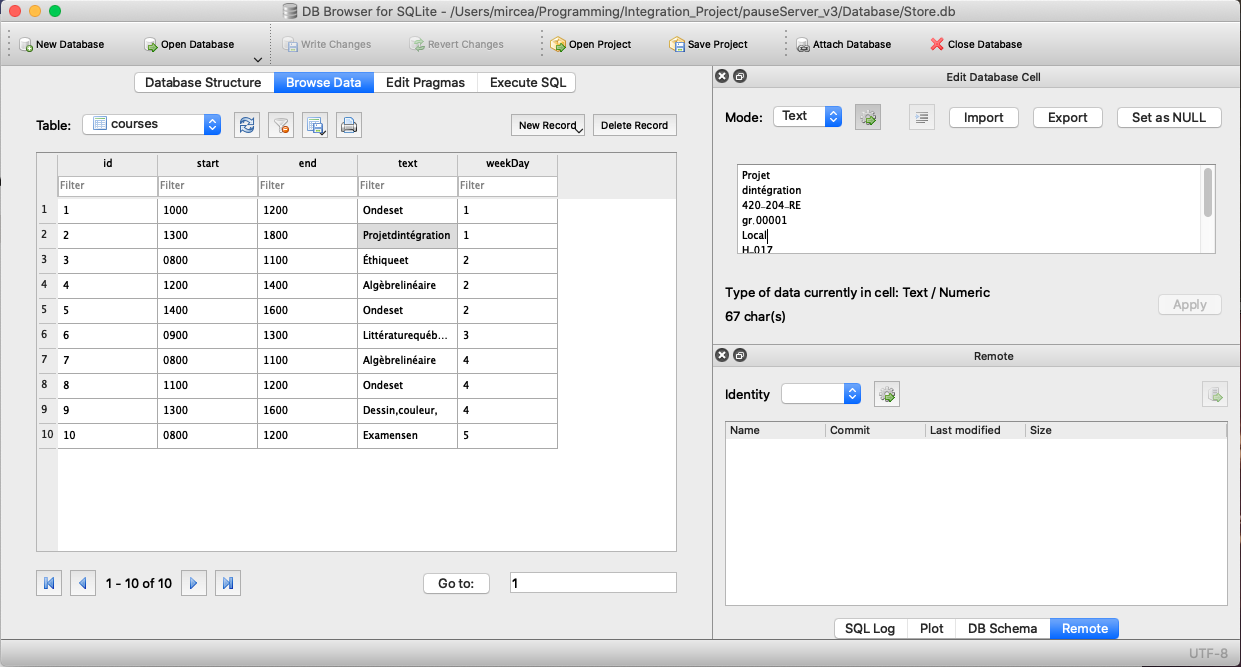 DB Browser for SQLite - /Users/mircea/Programming/Integration_Project/pauseServer_v3/Database/Store.db
New Database Open Database Write Changes Revert Changes Open Project Save Project Attach Database Close Database
Database Structure Browse Data Edit Pragmas Execute SQL
Table: courses New Record Delete Record
id start end text weekDay
Filter Filter Filter Filter Filter
1 1 1000 1200 Ondeset 1
2 2 1300 1800 Projetdintégration 1
3 3 0800 1100 Éthiqueet 2
4 4 1200 1400 Algèbrelinéaire 2
5 5 1400 1600 Ondeset 2
6 6 0900 1300 Littératurequéb... 3
7 7 0800 1100 Algèbrelinéaire 4
8 8 1100 1200 Ondeset 4
9 9 1300 1600 Dessin,couleur, 4
10 10 0800 1200 Examensen 5
1 - 10 of 10 Go to: 1
Edit Database Cell
Mode: Text Import Export Set as NULL
Projet
dintégration
420-204-RE
gr.00001
Local
H-017
Type of data currently in cell: Text / Numeric
67 char(s)
Apply
Remote
Identity
Name Commit Last modified Size
SQL Log Plot DB Schema Remote
UTF-8